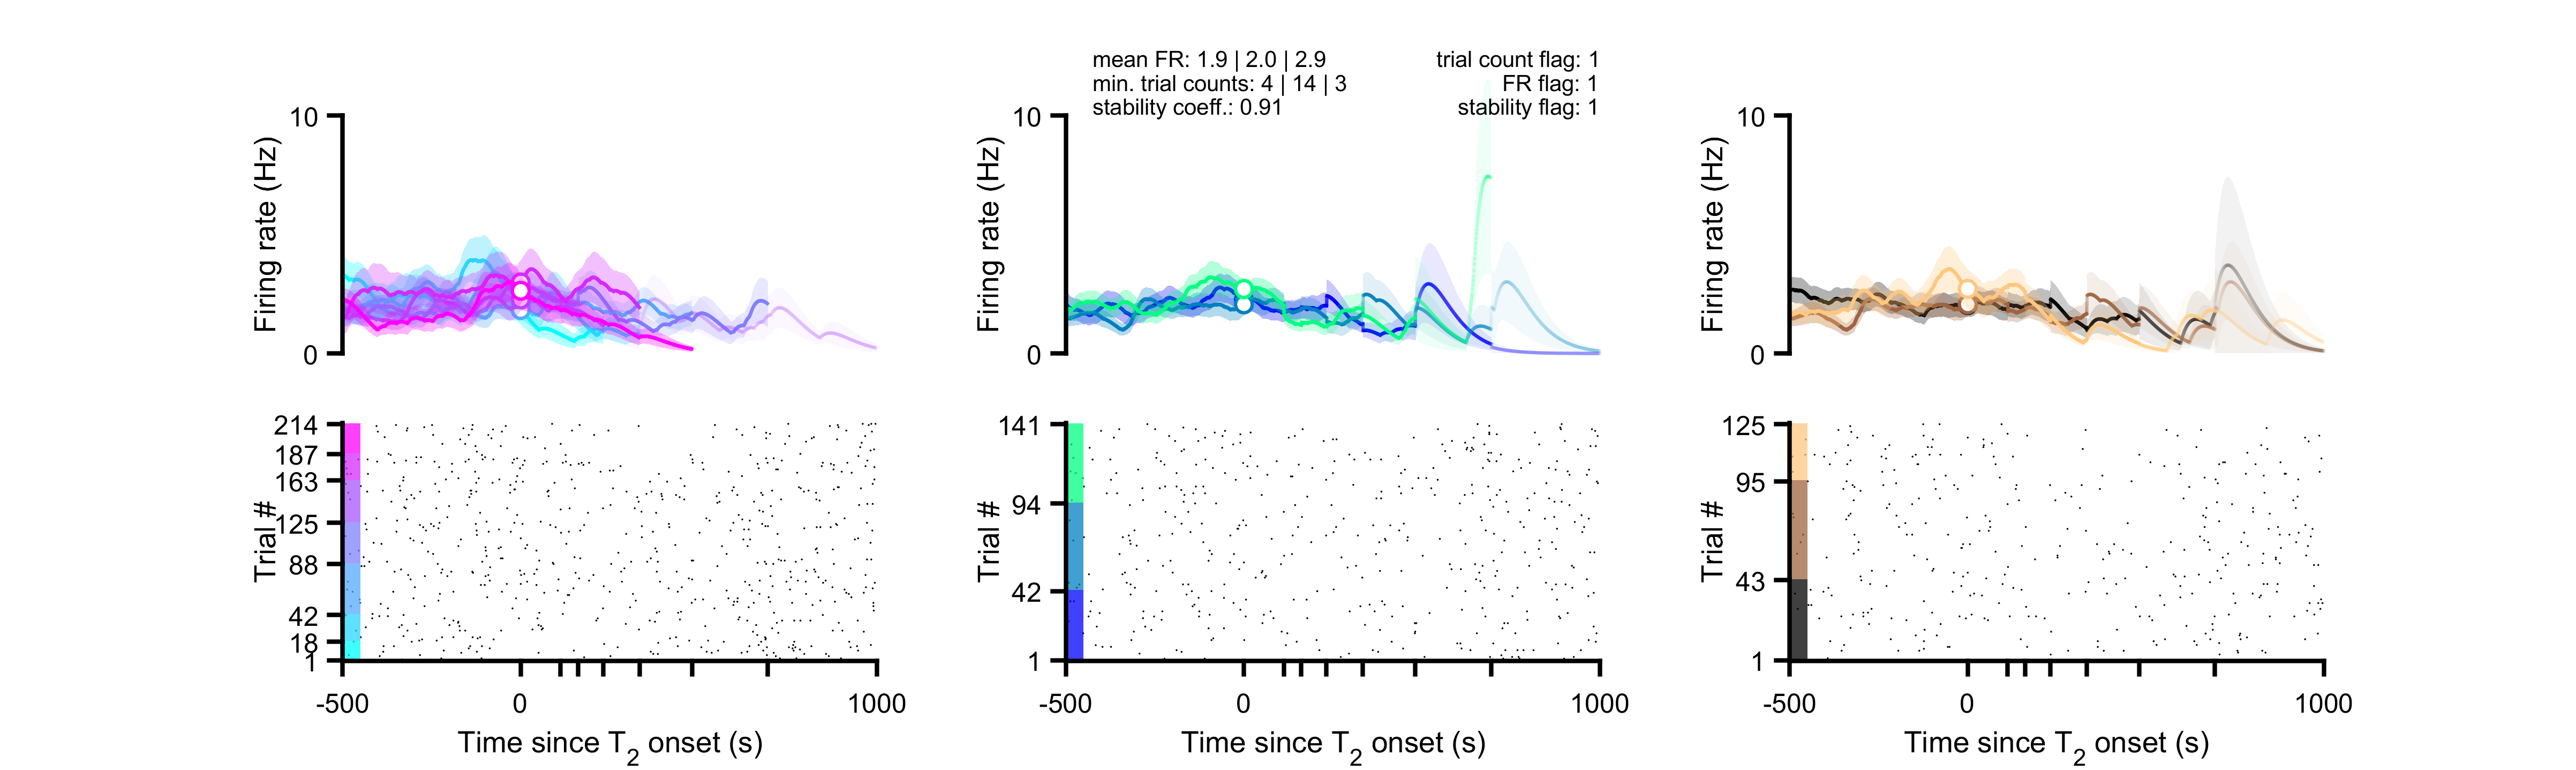 mean FR: 1.9 | 2.0 | 2.9
min. trial counts: 4 | 14 | 3
stability coeff.: 0.91
trial count flag: 1
FR flag: 1
stability flag: 1
Firing rate (Hz)
10
0
Firing rate (Hz)
10
0
Firing rate (Hz)
10
0
Trial #
214
187
163
125
88
42
18
1
-500
0
1000
Time since T2 onset (s)
Trial #
141
94
42
1
-500
0
1000
Time since T2 onset (s)
Trial #
125
95
43
1
-500
0
1000
Time since T2 onset (s)